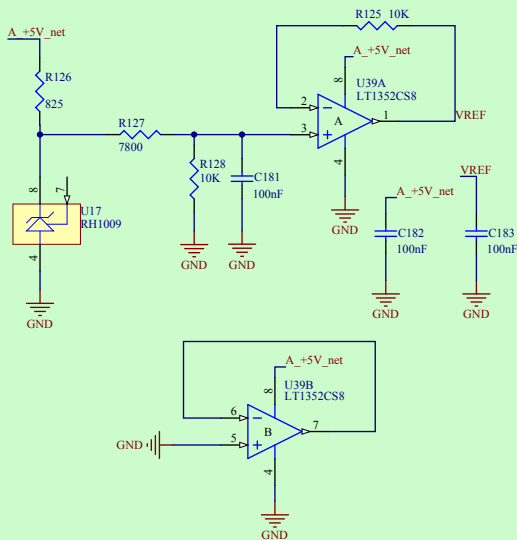 R125 10K
A_+5V_net
A_+5V_net
8
U39A
LT1352CS8
R126
825
2
A
1
VREF
3
R127
7800
R128
10K
C181
100nF
4
8
7
U17
RH1009
4
GND
GND
GND
GND
VREF
A_+5V_net
C182
100nF
C183
100nF
GND
GND
A_+5V_net
8
U39B
LT1352CS8
6
B
7
GND
5
4
GND